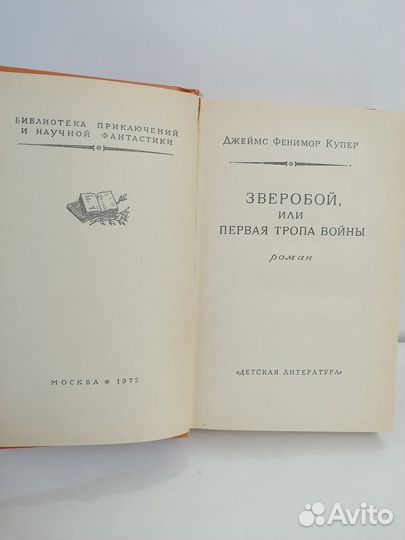 БИБЛИОТЕКА ПРИКЛЮЧЕНИЙ
И НАУЧНОЙ ФАНТАСТИКИ
МОСКВА 1975
ДЖЕЙМС ФЕНИМОР КУПЕР
ЗВЕРОБОЙ,
ИЛИ
ПЕРВАЯ ТРОПА ВОЙНЫ
роман
«ДЕТСКАЯ ЛИТЕРАТУРА»
Avito